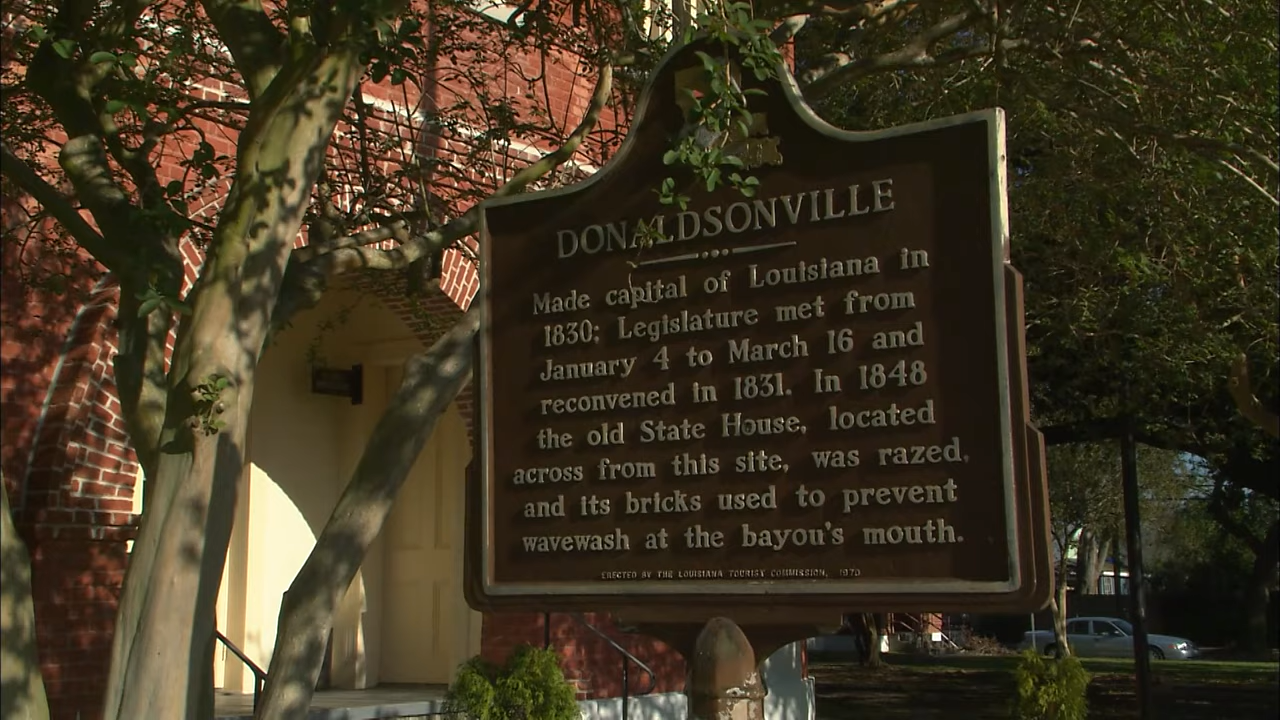 DONALDSONVILLE
Made capital of Louisiana in
1830; Legislature met from
January 4 to March 16 and
reconvened in 1831. In 1848
the old State House, located
across from this site, was razed,
and its bricks used to prevent
wavewash at the bayou's mouth.
ERECTED BY THE LOUISIANA TOURIST COMMISSION, 1970